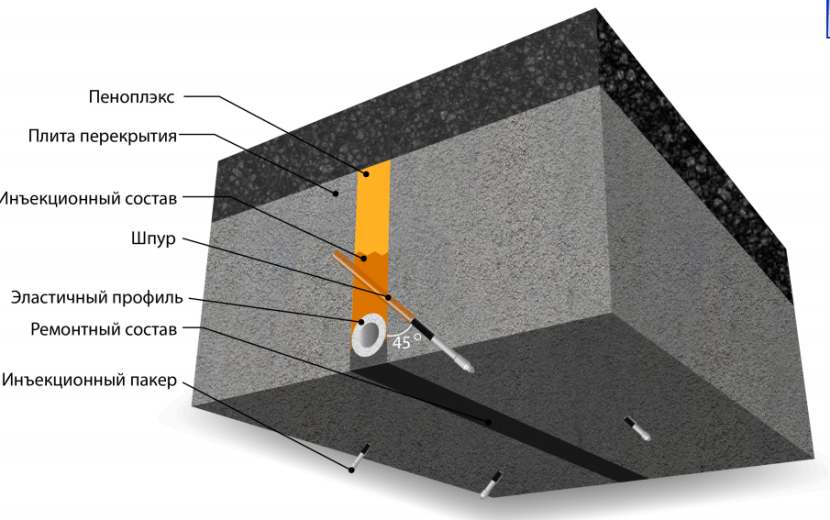 Пеноплэкс
Плита перекрытия
Инъекционный состав
Шпур
Эластичный профиль
Ремонтный состав
Инъекционный пакер
45°